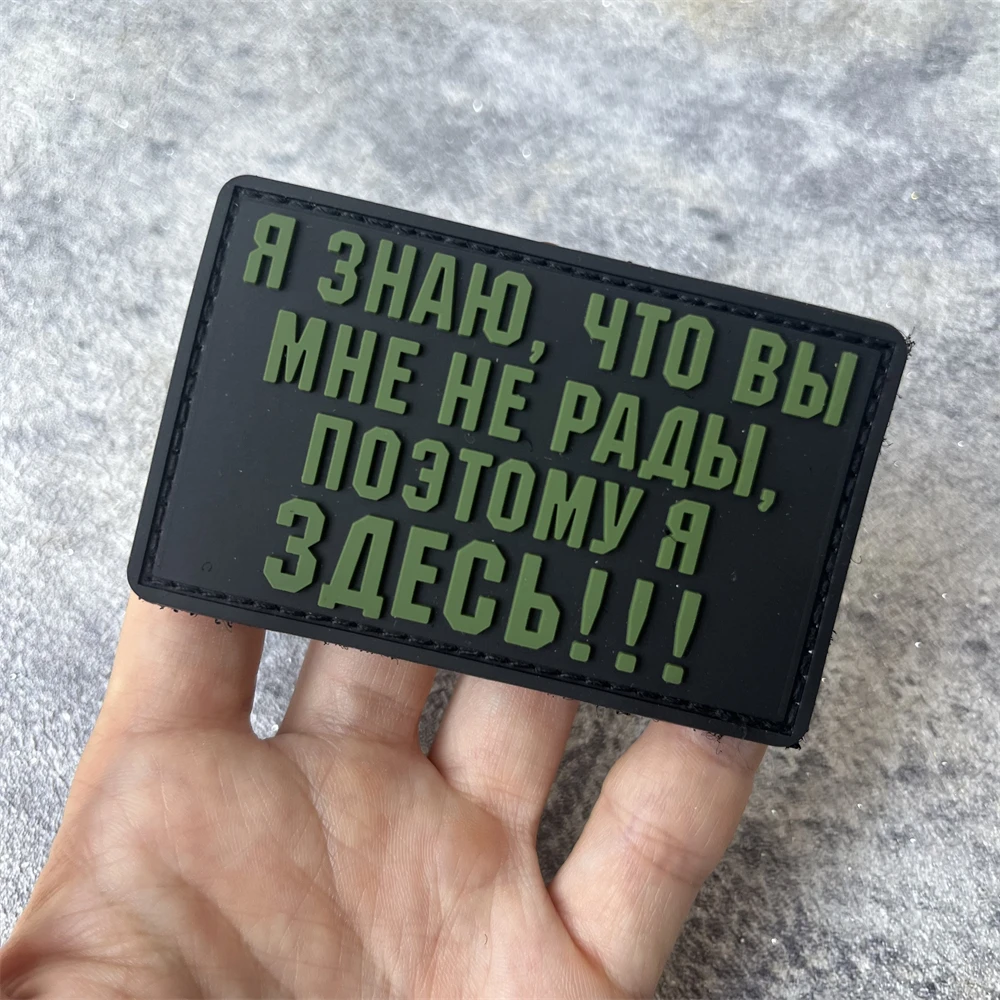 Я ЗНАЮ, ЧТО ВЫ
МНЕ НЕ РАДЫ,
ПОЭТОМУ Я
ЗДЕСЬ!!!